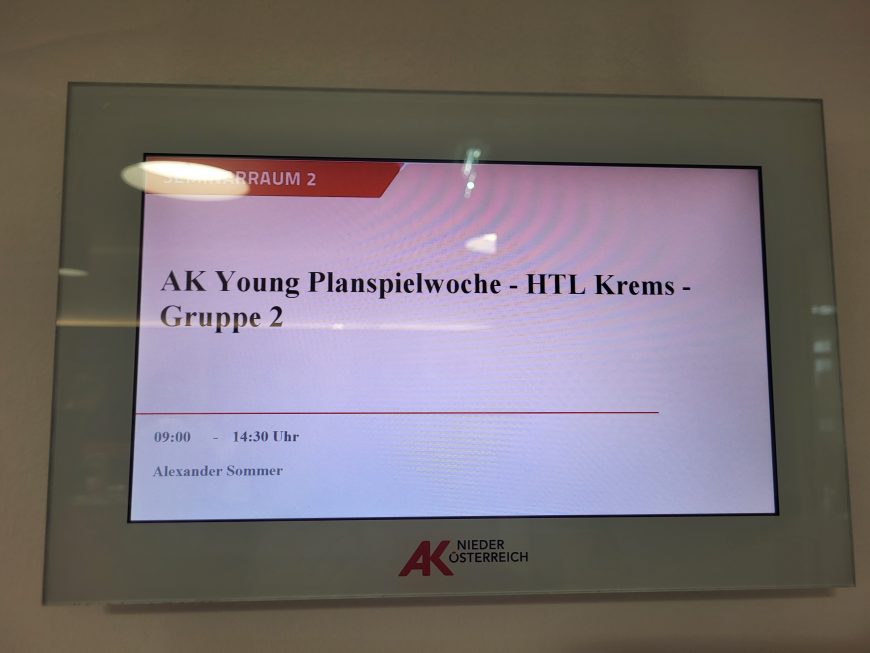 SEMINARRAUM 2
AK Young Planspielwoche - HTL Krems -
Gruppe 2
09:00 - 14:30 Uhr
Alexander Sommer
AK NIEDER
ÖSTERREICH